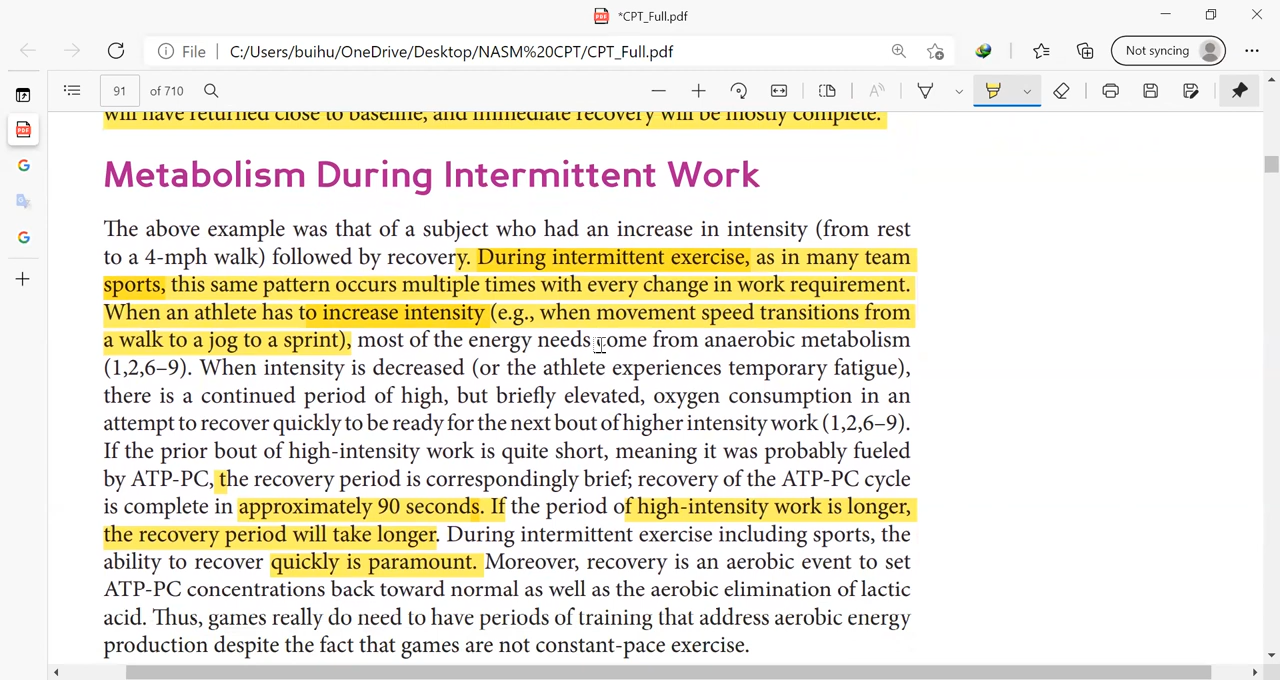 *CPT_Full.pdf
File C:/Users/buihu/OneDrive/Desktop/NASM%20CPT/CPT_Full.pdf Not syncing
91 of 710
will have returned close to baseline, and immediate recovery will be mostly complete.
Metabolism During Intermittent Work
The above example was that of a subject who had an increase in intensity (from rest
to a 4-mph walk) followed by recovery. During intermittent exercise, as in many team
sports, this same pattern occurs multiple times with every change in work requirement.
When an athlete has to increase intensity (e.g., when movement speed transitions from
a walk to a jog to a sprint), most of the energy needs come from anaerobic metabolism
(1,2,6–9). When intensity is decreased (or the athlete experiences temporary fatigue),
there is a continued period of high, but briefly elevated, oxygen consumption in an
attempt to recover quickly to be ready for the next bout of higher intensity work (1,2,6–9).
If the prior bout of high-intensity work is quite short, meaning it was probably fueled
by ATP-PC, the recovery period is correspondingly brief; recovery of the ATP-PC cycle
is complete in approximately 90 seconds. If the period of high-intensity work is longer,
the recovery period will take longer. During intermittent exercise including sports, the
ability to recover quickly is paramount. Moreover, recovery is an aerobic event to set
ATP-PC concentrations back toward normal as well as the aerobic elimination of lactic
acid. Thus, games really do need to have periods of training that address aerobic energy
production despite the fact that games are not constant-pace exercise.